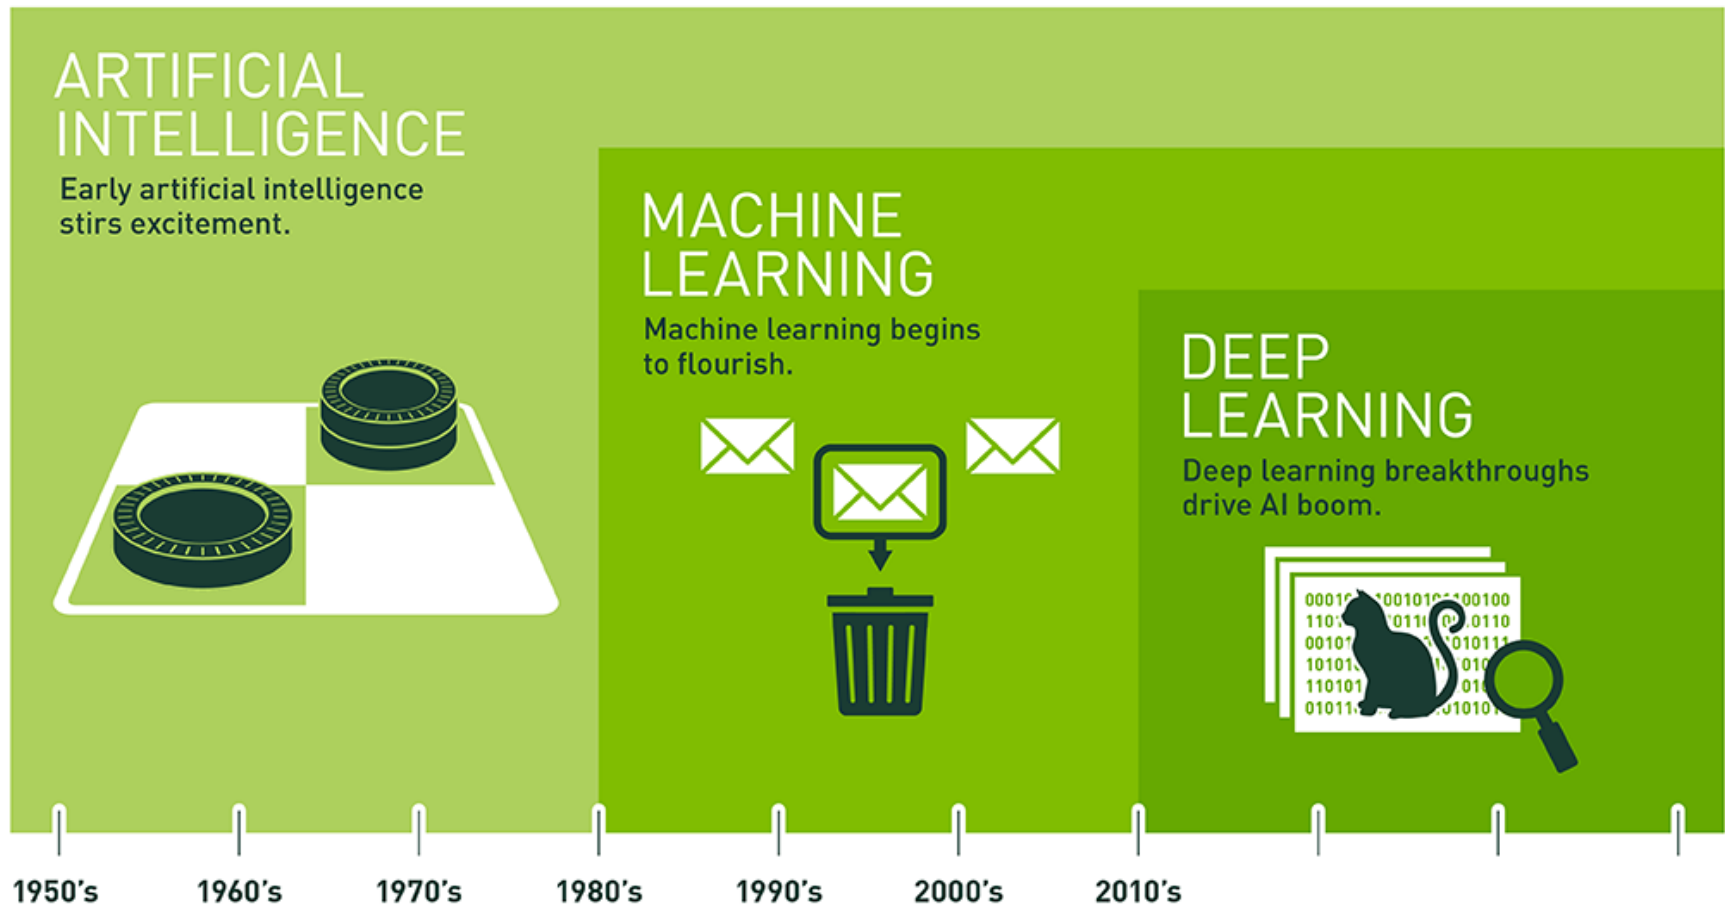 ARTIFICIAL
INTELLIGENCE
Early artificial intelligence
stirs excitement.
MACHINE
LEARNING
Machine learning begins
to flourish.
DEEP
LEARNING
Deep learning breakthroughs
drive AI boom.
1950's
1960's
1970's
1980's
1990's
2000's
2010's